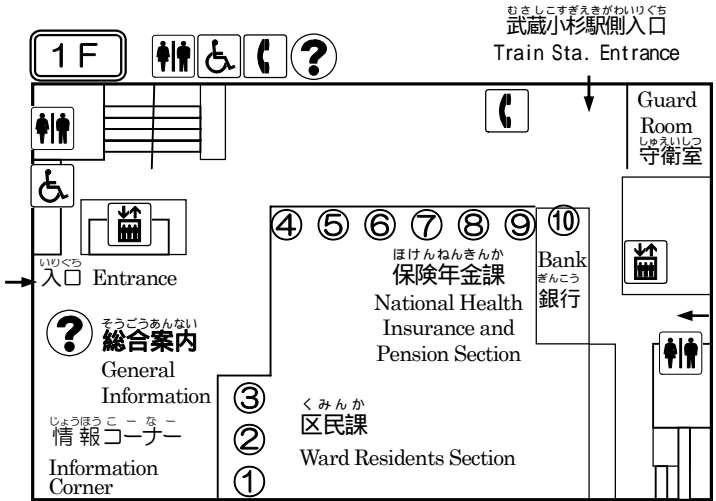 1F
?
むさしこすぎえきがわいりぐち
武蔵小杉駅側入口
Train Sta. Entrance
Guard
Room
しゅえいしつ
守衛室
④ ⑤ ⑥ ⑦ ⑧ ⑨ ⑩
ほけんねんきんか
保険年金課
National Health
Insurance and
Pension Section
Bank
ぎんこう
銀行
いりぐち
入口 Entrance
?
そうごうあんない
総合案内
General
Information
じょうほうこーなー
情報コーナー
Information
Corner
③
②
①
くみんか
区民課
Ward Residents Section